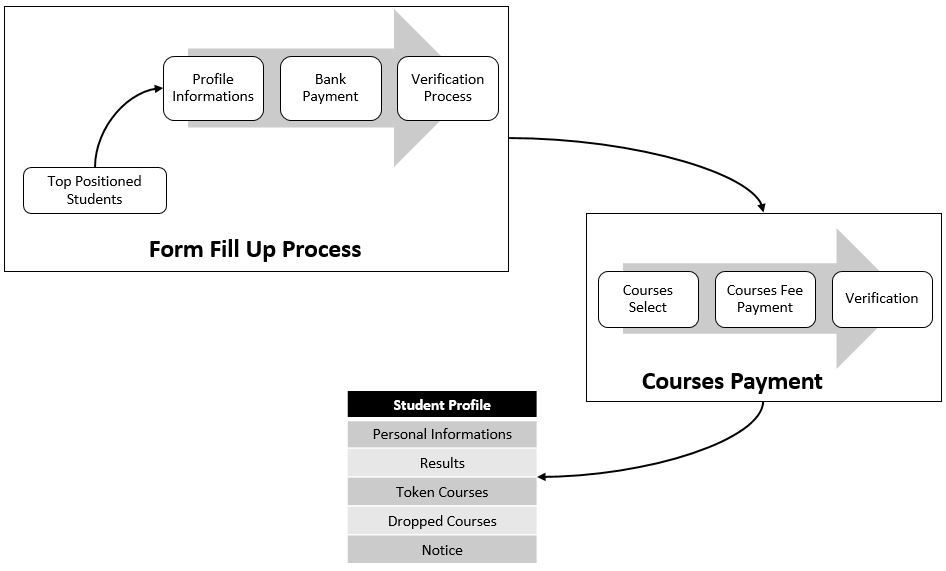 Profile
Informations
Bank
Payment
Verification
Process
Top Positioned
Students
Form Fill Up Process
Courses
Select
Courses Fee
Payment
Verification
Courses Payment
Student Profile
Personal Informations
Results
Token Courses
Dropped Courses
Notice